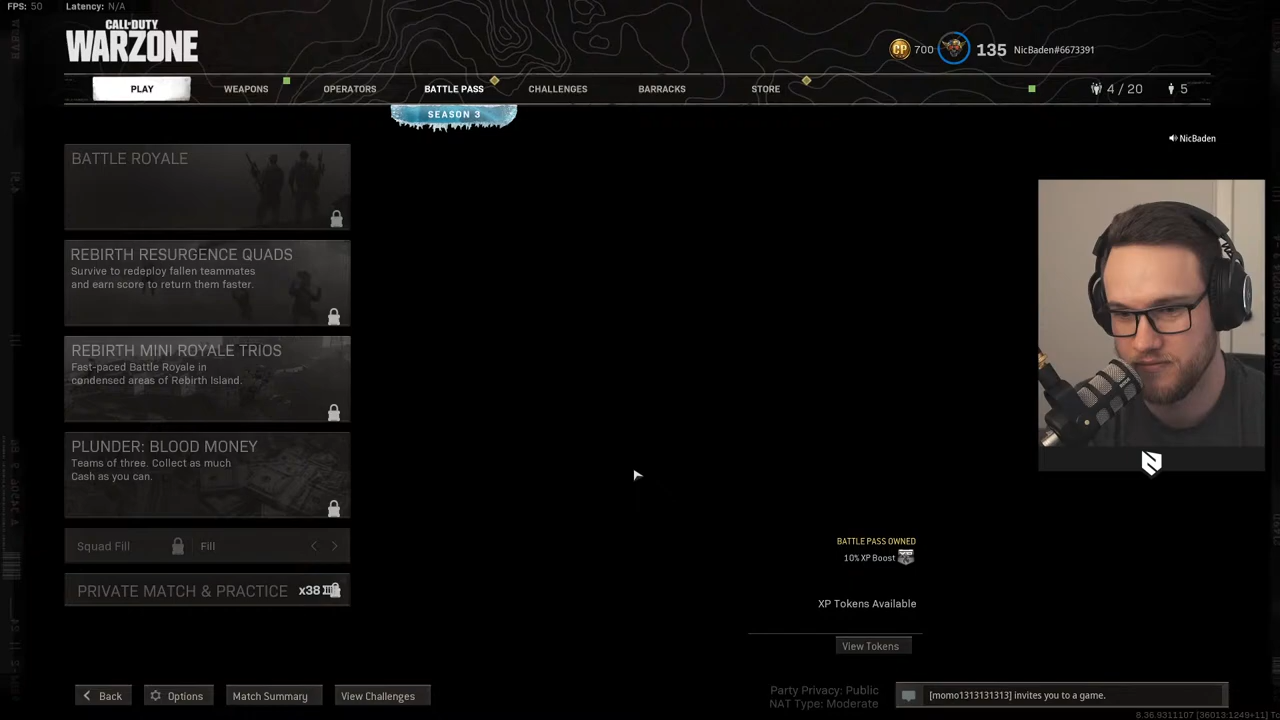 FPS: 50
Latency: N/A
CALL OF DUTY
WARZONE
CP 700
135
NicBaden#6673391
PLAY
WEAPONS
OPERATORS
BATTLE PASS
CHALLENGES
BARRACKS
STORE
4 / 20
5
SEASON 3
NicBaden
BATTLE ROYALE
REBIRTH RESURGENCE QUADS
Survive to redeploy fallen teammates
and earn score to return them faster.
REBIRTH MINI ROYALE TRIOS
Fast-paced Battle Royale in
condensed areas of Rebirth Island.
PLUNDER: BLOOD MONEY
Teams of three. Collect as much
Cash as you can.
Squad Fill
Fill
PRIVATE MATCH & PRACTICE
x38
BATTLE PASS OWNED
10% XP Boost
XP Tokens Available
View Tokens
Back
Options
Match Summary
View Challenges
Party Privacy: Public
NAT Type: Moderate
[momo1313131313] invites you to a game.